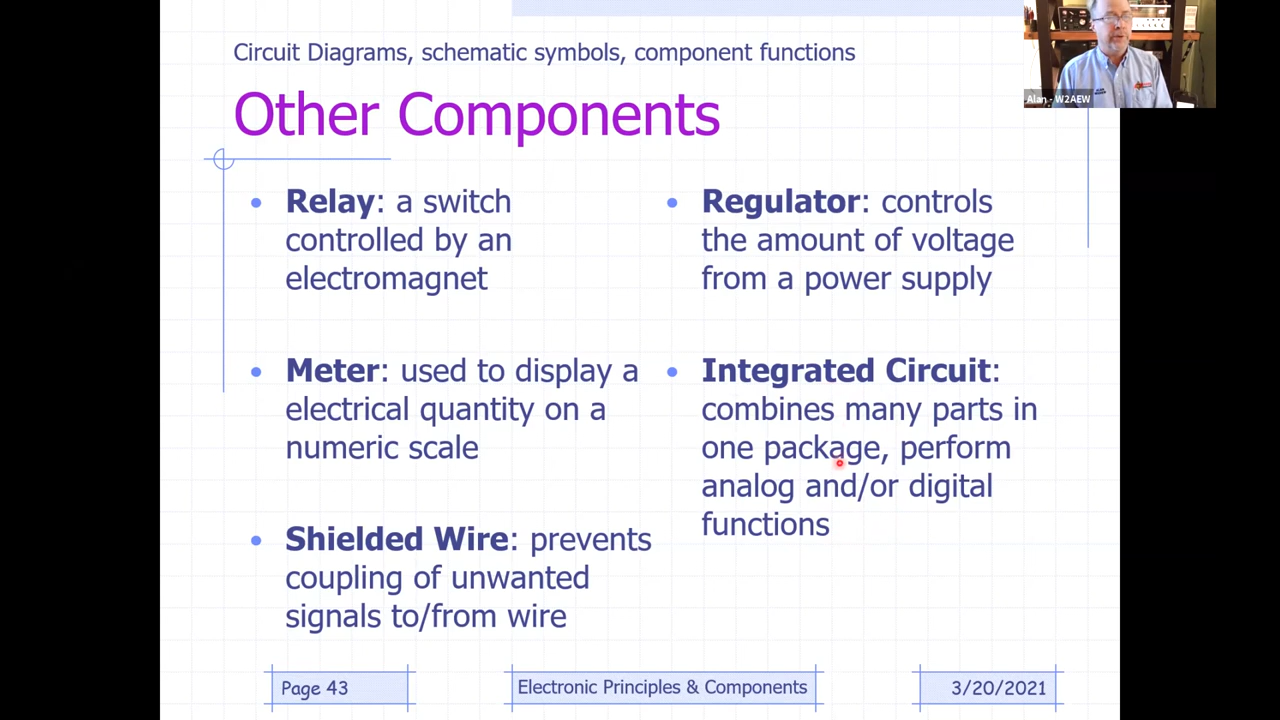 Circuit Diagrams, schematic symbols, component functions
Other Components
Relay: a switch
controlled by an
electromagnet
Meter: used to display a
electrical quantity on a
numeric scale
Shielded Wire: prevents
coupling of unwanted
signals to/from wire
Regulator: controls
the amount of voltage
from a power supply
Integrated Circuit:
combines many parts in
one package, perform
analog and/or digital
functions
Page 43
Electronic Principles & Components
3/20/2021
Alan - W2AEW